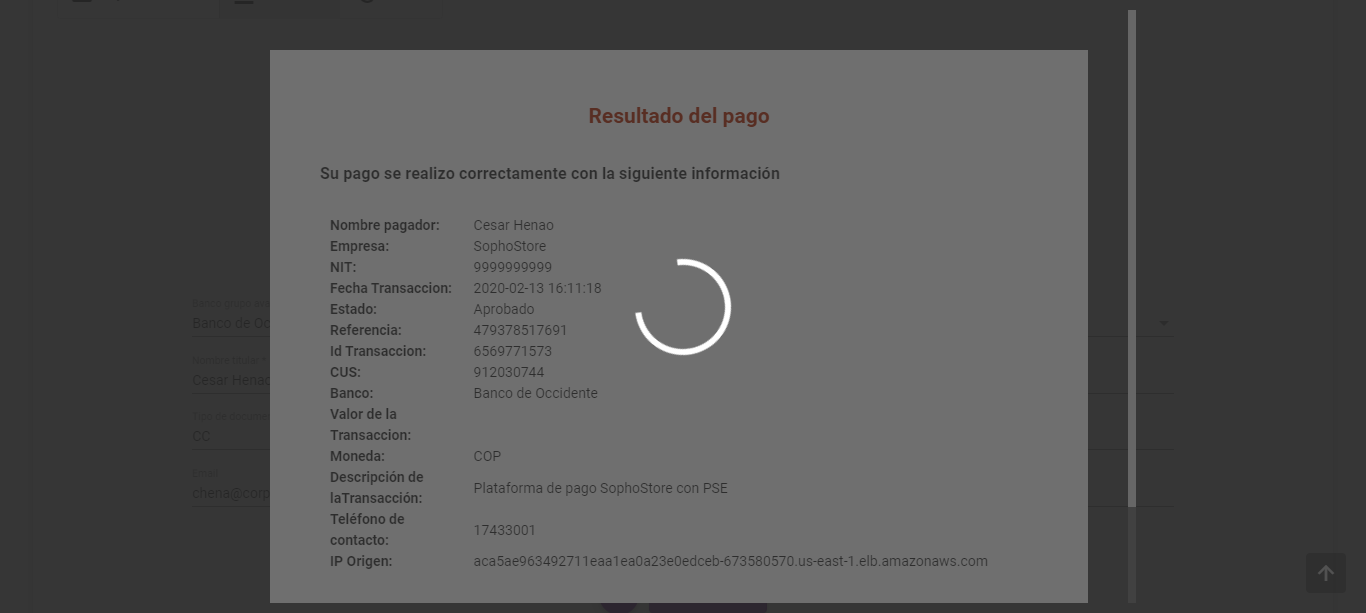 Resultado del pago
Su pago se realizo correctamente con la siguiente información
Nombre pagador: Cesar Henao
Empresa: SophoStore
NIT: 9999999999
Fecha Transaccion: 2020-02-13 16:11:18
Estado: Aprobado
Referencia: 479378517691
Id Transaccion: 6569771573
CUS: 912030744
Banco: Banco de Occidente
Valor de la
Transaccion:
Moneda: COP
Descripción de
laTransacción: Plataforma de pago SophoStore con PSE
Teléfono de
contacto: 17433001
IP Origen: aca5ae963492711eaa1ea0a23e0edceb-673580570.us-east-1.elb.amazonaws.com
Banco de Oc
Cesar Henao
CC
Email
chena@corp